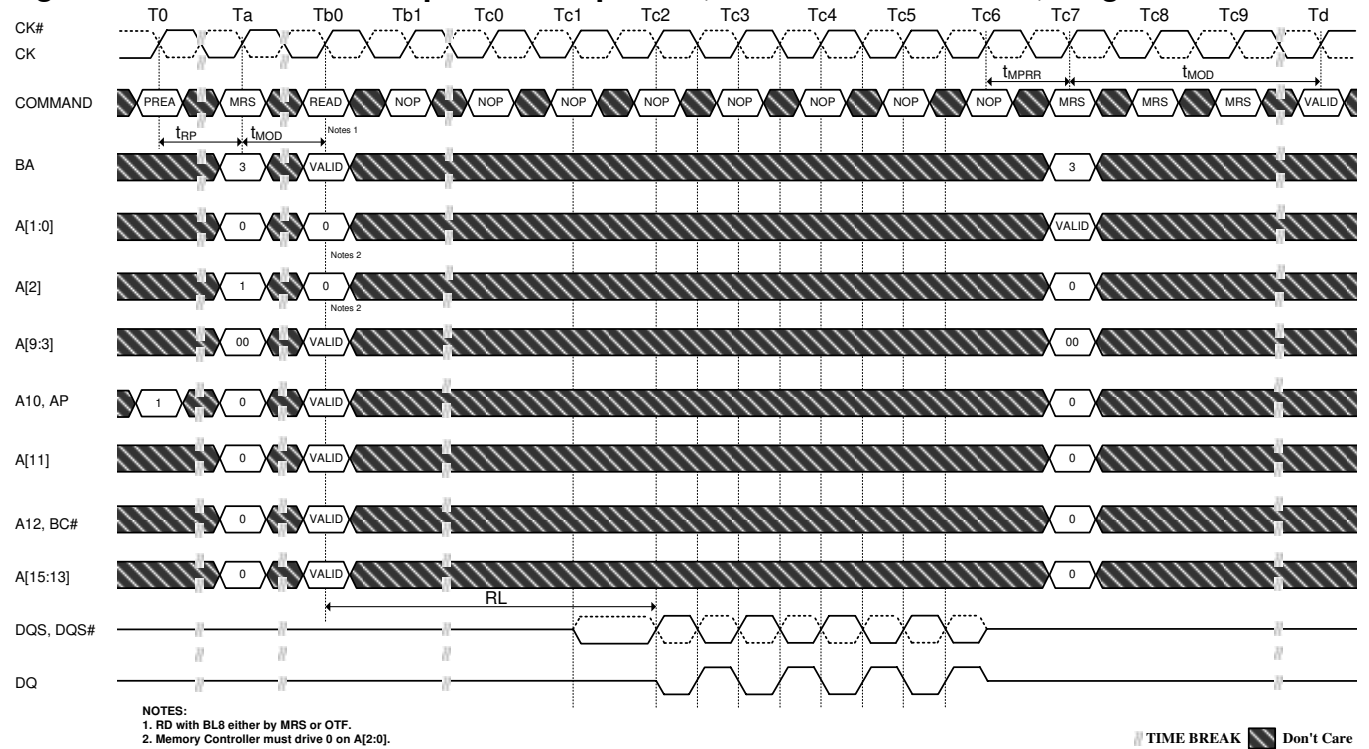 T0 Ta Tb0 Tb1 Tc0 Tc1 Tc2 Tc3 Tc4 Tc5 Tc6 Tc7 Tc8 Tc9 Td
CK#
CK
tMPRR tMOD
COMMAND PREA MRS READ NOP NOP NOP NOP NOP NOP NOP NOP MRS MRS MRS VALID
tRP tMOD Notes 1
BA 3 VALID 3
A[1:0] 0 0 VALID
Notes 2
A[2] 1 0 0
Notes 2
A[9:3] 00 VALID 00
A10, AP 1 0 VALID 0
A[11] 0 VALID 0
A12, BC# 0 VALID 0
A[15:13] 0 VALID 0
RL
DQS, DQS#
DQ
NOTES:
1. RD with BL8 either by MRS or OTF.
2. Memory Controller must drive 0 on A[2:0].
TIME BREAK Don't Care